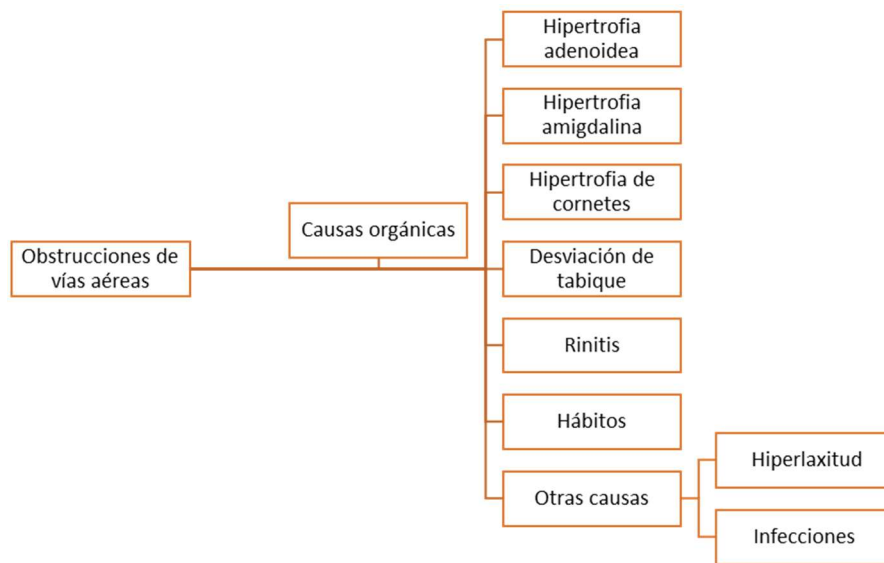 Obstrucciones de
vías aéreas
Causas orgánicas
Hipertrofia
adenoidea
Hipertrofia
amigdalina
Hipertrofia de
cornetes
Desviación de
tabique
Rinitis
Hábitos
Otras causas
Hiperlaxitud
Infecciones